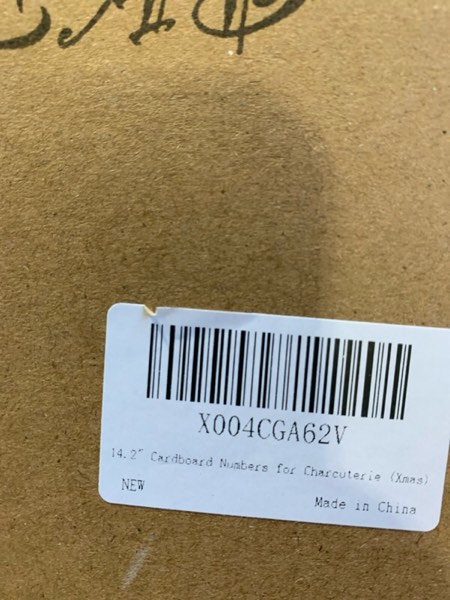 X004CGA62V
14.2" Cardboard Numbers for Charcuterie (Xmas)
NEW
Made in China